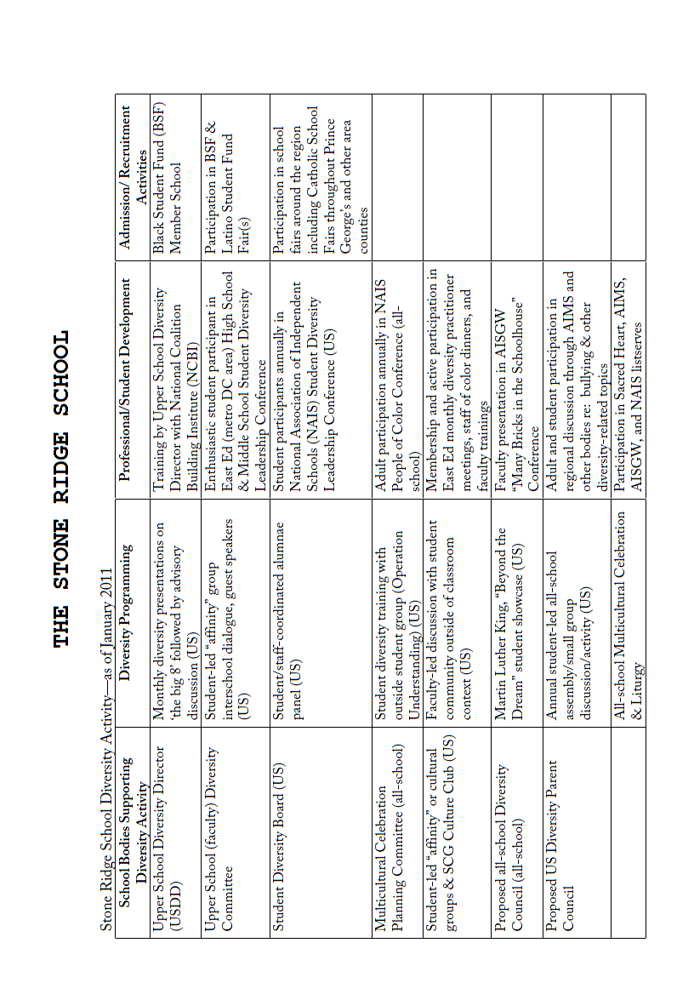 THE STONE RIDGE SCHOOL
Stone Ridge School Diversity Activity—as of January 2011
School Bodies Supporting
Diversity Activity
Diversity Programming
Professional/Student Development
Admission/ Recruitment
Activities
Upper School Diversity Director
(USDD)
Monthly diversity presentations on
'the big 8' followed by advisory
discussion (US)
Training by Upper School Diversity
Director with National Coalition
Building Institute (NCBI)
Black Student Fund (BSF)
Member School
Upper School (faculty) Diversity
Committee
Student-led "affinity" group
interschool dialogue, guest speakers
(US)
Enthusiastic student participant in
East Ed (metro DC area) High School
& Middle School Student Diversity
Leadership Conference
Participation in BSF &
Latino Student Fund
Fair(s)
Student Diversity Board (US)
Student/staff-coordinated alumnae
panel (US)
Student participants annually in
National Association of Independent
Schools (NAIS) Student Diversity
Leadership Conference (US)
Participation in school
fairs around the region
including Catholic School
Fairs throughout Prince
George's and other area
counties
Multicultural Celebration
Planning Committee (all-school)
Student diversity training with
outside student group (Operation
Understanding) (US)
Adult participation annually in NAIS
People of Color Conference (all-
school)
Student-led "affinity" or cultural
groups & SCG Culture Club (US)
Faculty-led discussion with student
community outside of classroom
context (US)
Membership and active participation in
East Ed monthly diversity practitioner
meetings, staff of color dinners, and
faculty trainings
Proposed all-school Diversity
Council (all-school)
Martin Luther King, "Beyond the
Dream" student showcase (US)
Faculty presentation in AISGW
"Many Bricks in the Schoolhouse"
Conference
Proposed US Diversity Parent
Council
Annual student-led all-school
assembly/small group
discussion/activity (US)
Adult and student participation in
regional discussion through AIMS and
other bodies re: bullying & other
diversity-related topics
All-school Multicultural Celebration
& Liturgy
Participation in Sacred Heart, AIMS,
AISGW, and NAIS listserves